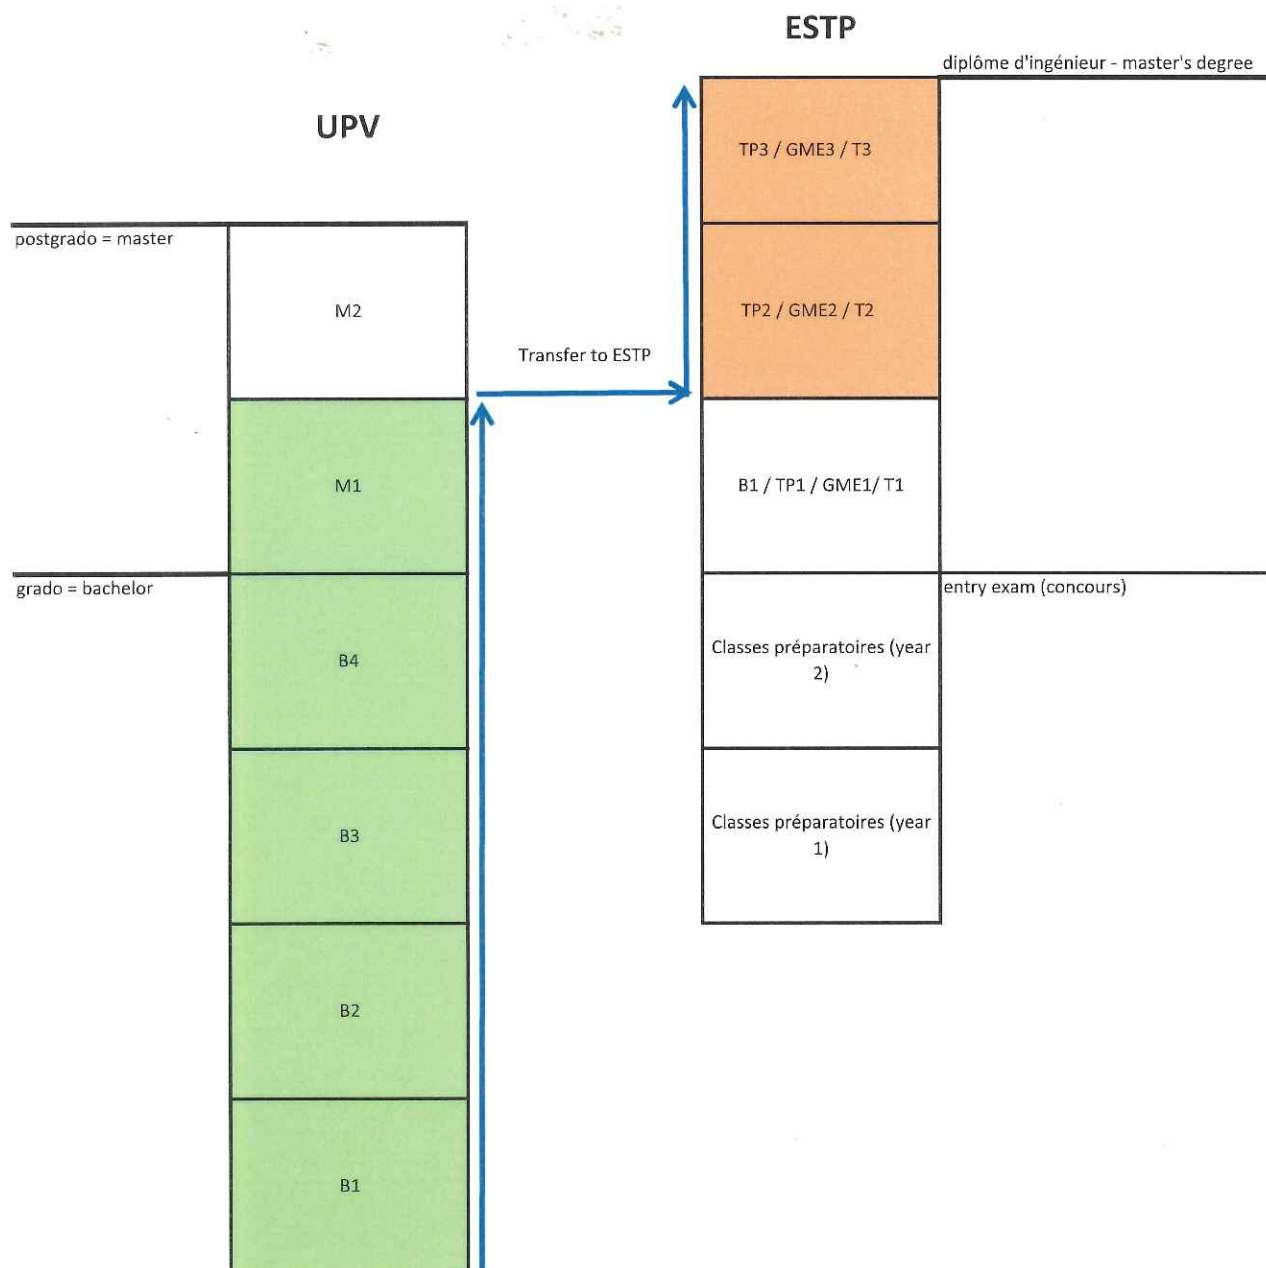 ESTP
diplôme d'ingénieur - master's degree
UPV
TP3 / GME3 / T3
postgrado = master
M2
TP2 / GME2 / T2
Transfer to ESTP
M1
B1 / TP1 / GME1/ T1
grado = bachelor
entry exam (concours)
B4
Classes préparatoires (year
2)
B3
Classes préparatoires (year
1)
B2
B1